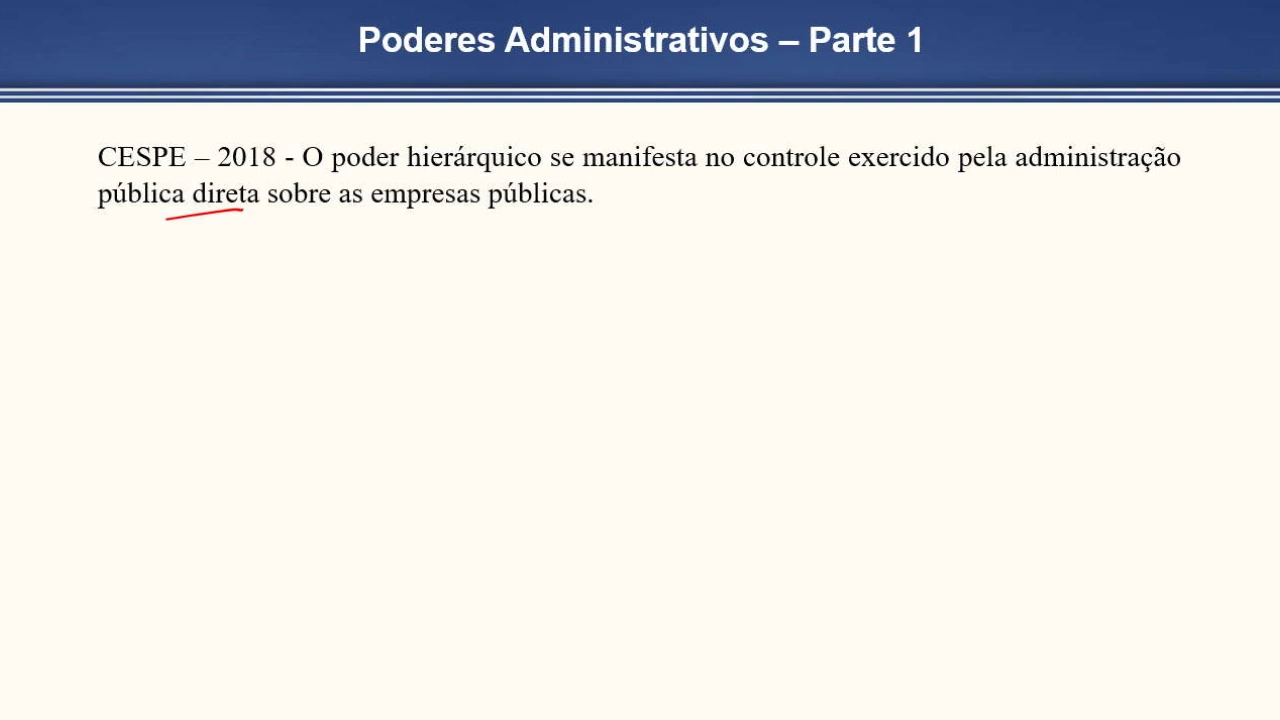 Poderes Administrativos – Parte 1
CESPE – 2018 - O poder hierárquico se manifesta no controle exercido pela administração
pública direta sobre as empresas públicas.